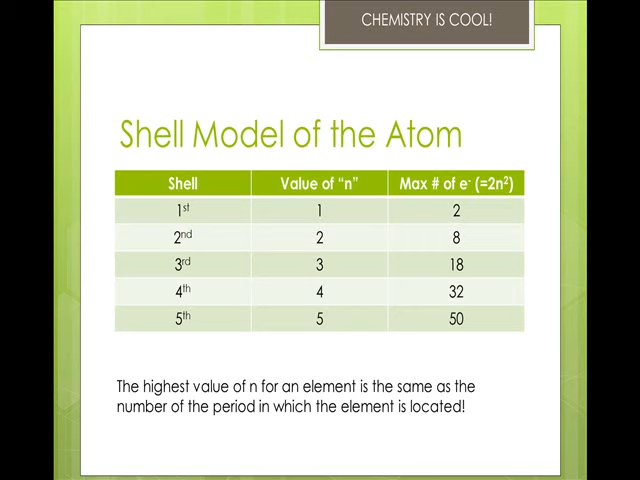 CHEMISTRY IS COOL!
Shell Model of the Atom
Shell Value of “n” Max # of e⁻ (=2n²)
1ˢᵗ 1 2
2ⁿᵈ 2 8
3ʳᵈ 3 18
4ᵗʰ 4 32
5ᵗʰ 5 50
The highest value of n for an element is the same as the
number of the period in which the element is located!